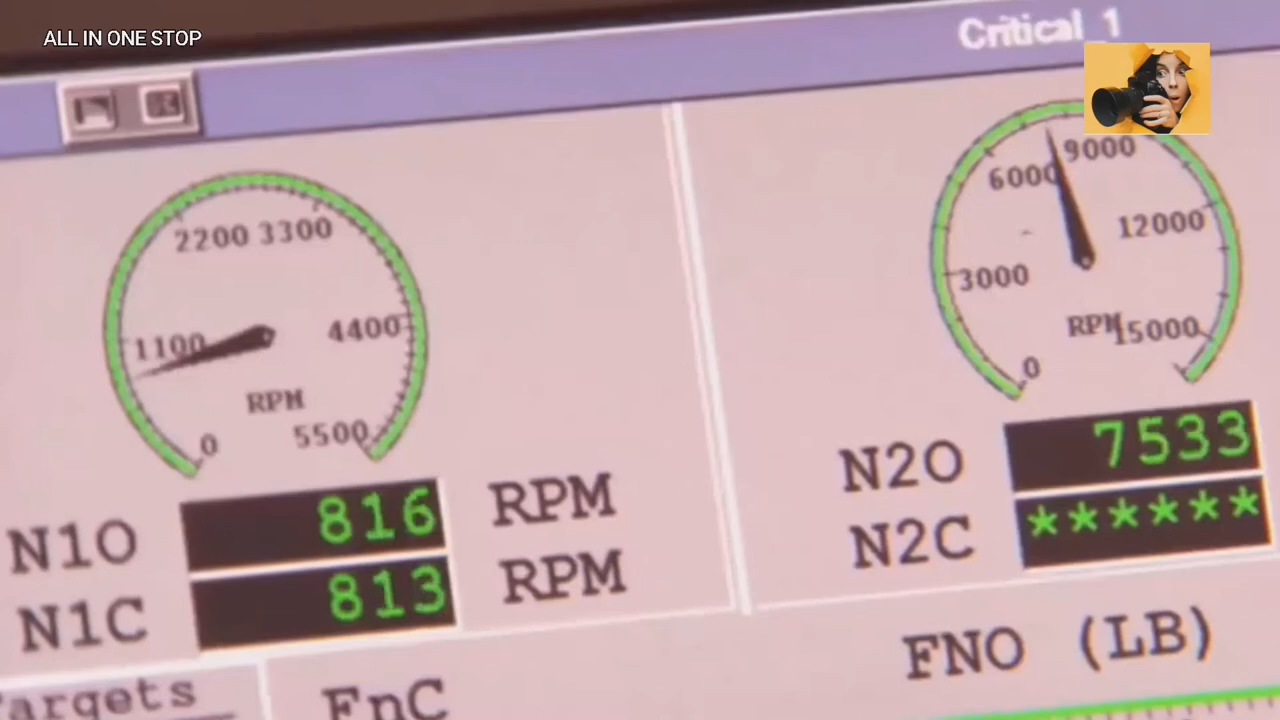 ALL IN ONE STOP
Critical_1
2200 3300
1100
4400
RPM
0
5500
6000
9000
3000
12000
RPM
15000
0
N1O 816 RPM
N1C 813 RPM
N2O 7533
N2C ******
FNO (LB)
Targets
FnC